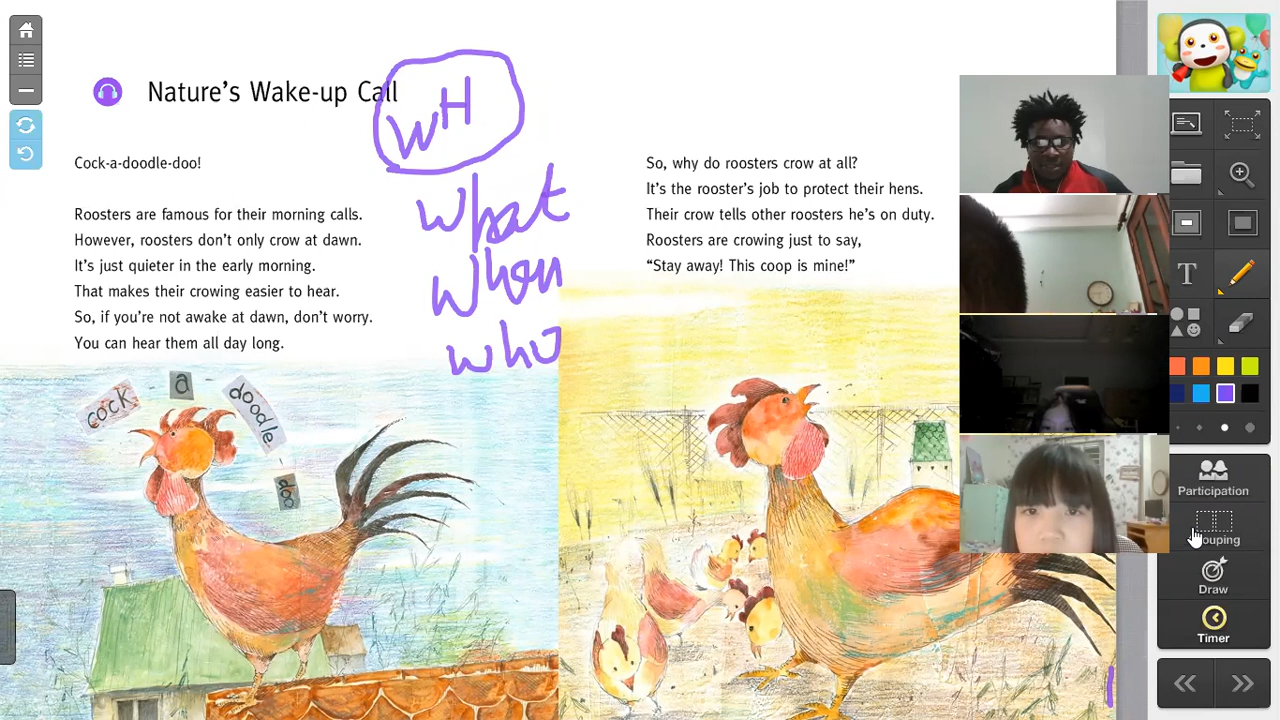 Nature's Wake-up Call
WH
Cock-a-doodle-doo!
Roosters are famous for their morning calls.
However, roosters don't only crow at dawn.
It's just quieter in the early morning.
That makes their crowing easier to hear.
So, if you're not awake at dawn, don't worry.
You can hear them all day long.
what
When
who
cock
a
doodle
doo
So, why do roosters crow at all?
It's the rooster's job to protect their hens.
Their crow tells other roosters he's on duty.
Roosters are crowing just to say,
“Stay away! This coop is mine!”
T
Participation
ouping
Draw
Timer